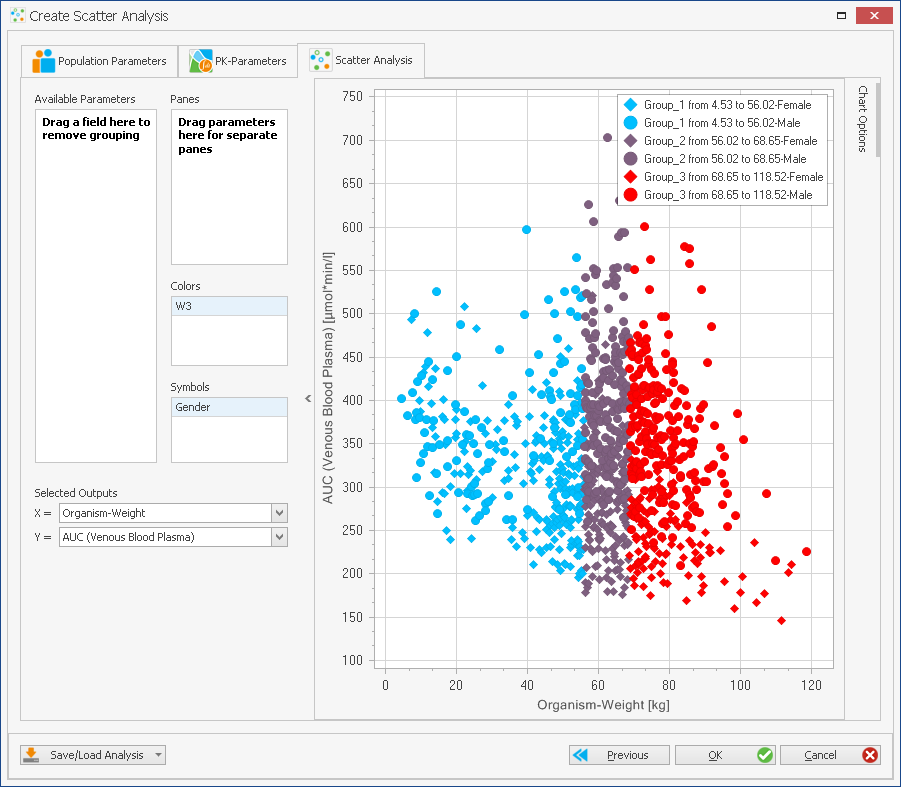 Create Scatter Analysis
Population Parameters
PK-Parameters
Scatter Analysis
Available Parameters
Drag a field here to
remove grouping
Panes
Drag parameters
here for separate
panes
Colors
W3
Symbols
Gender
Selected Outputs
X =
Organism-Weight
Y =
AUC (Venous Blood Plasma)
<
Group_1 from 4.53 to 56.02-Female
Group_1 from 4.53 to 56.02-Male
Group_2 from 56.02 to 68.65-Female
Group_2 from 56.02 to 68.65-Male
Group_3 from 68.65 to 118.52-Female
Group_3 from 68.65 to 118.52-Male
AUC (Venous Blood Plasma) [µmol*min/l]
750
700
650
600
550
500
450
400
350
300
250
200
150
100
0
20
40
60
80
100
120
Organism-Weight [kg]
Chart Options
Save/Load Analysis
Previous
OK
Cancel